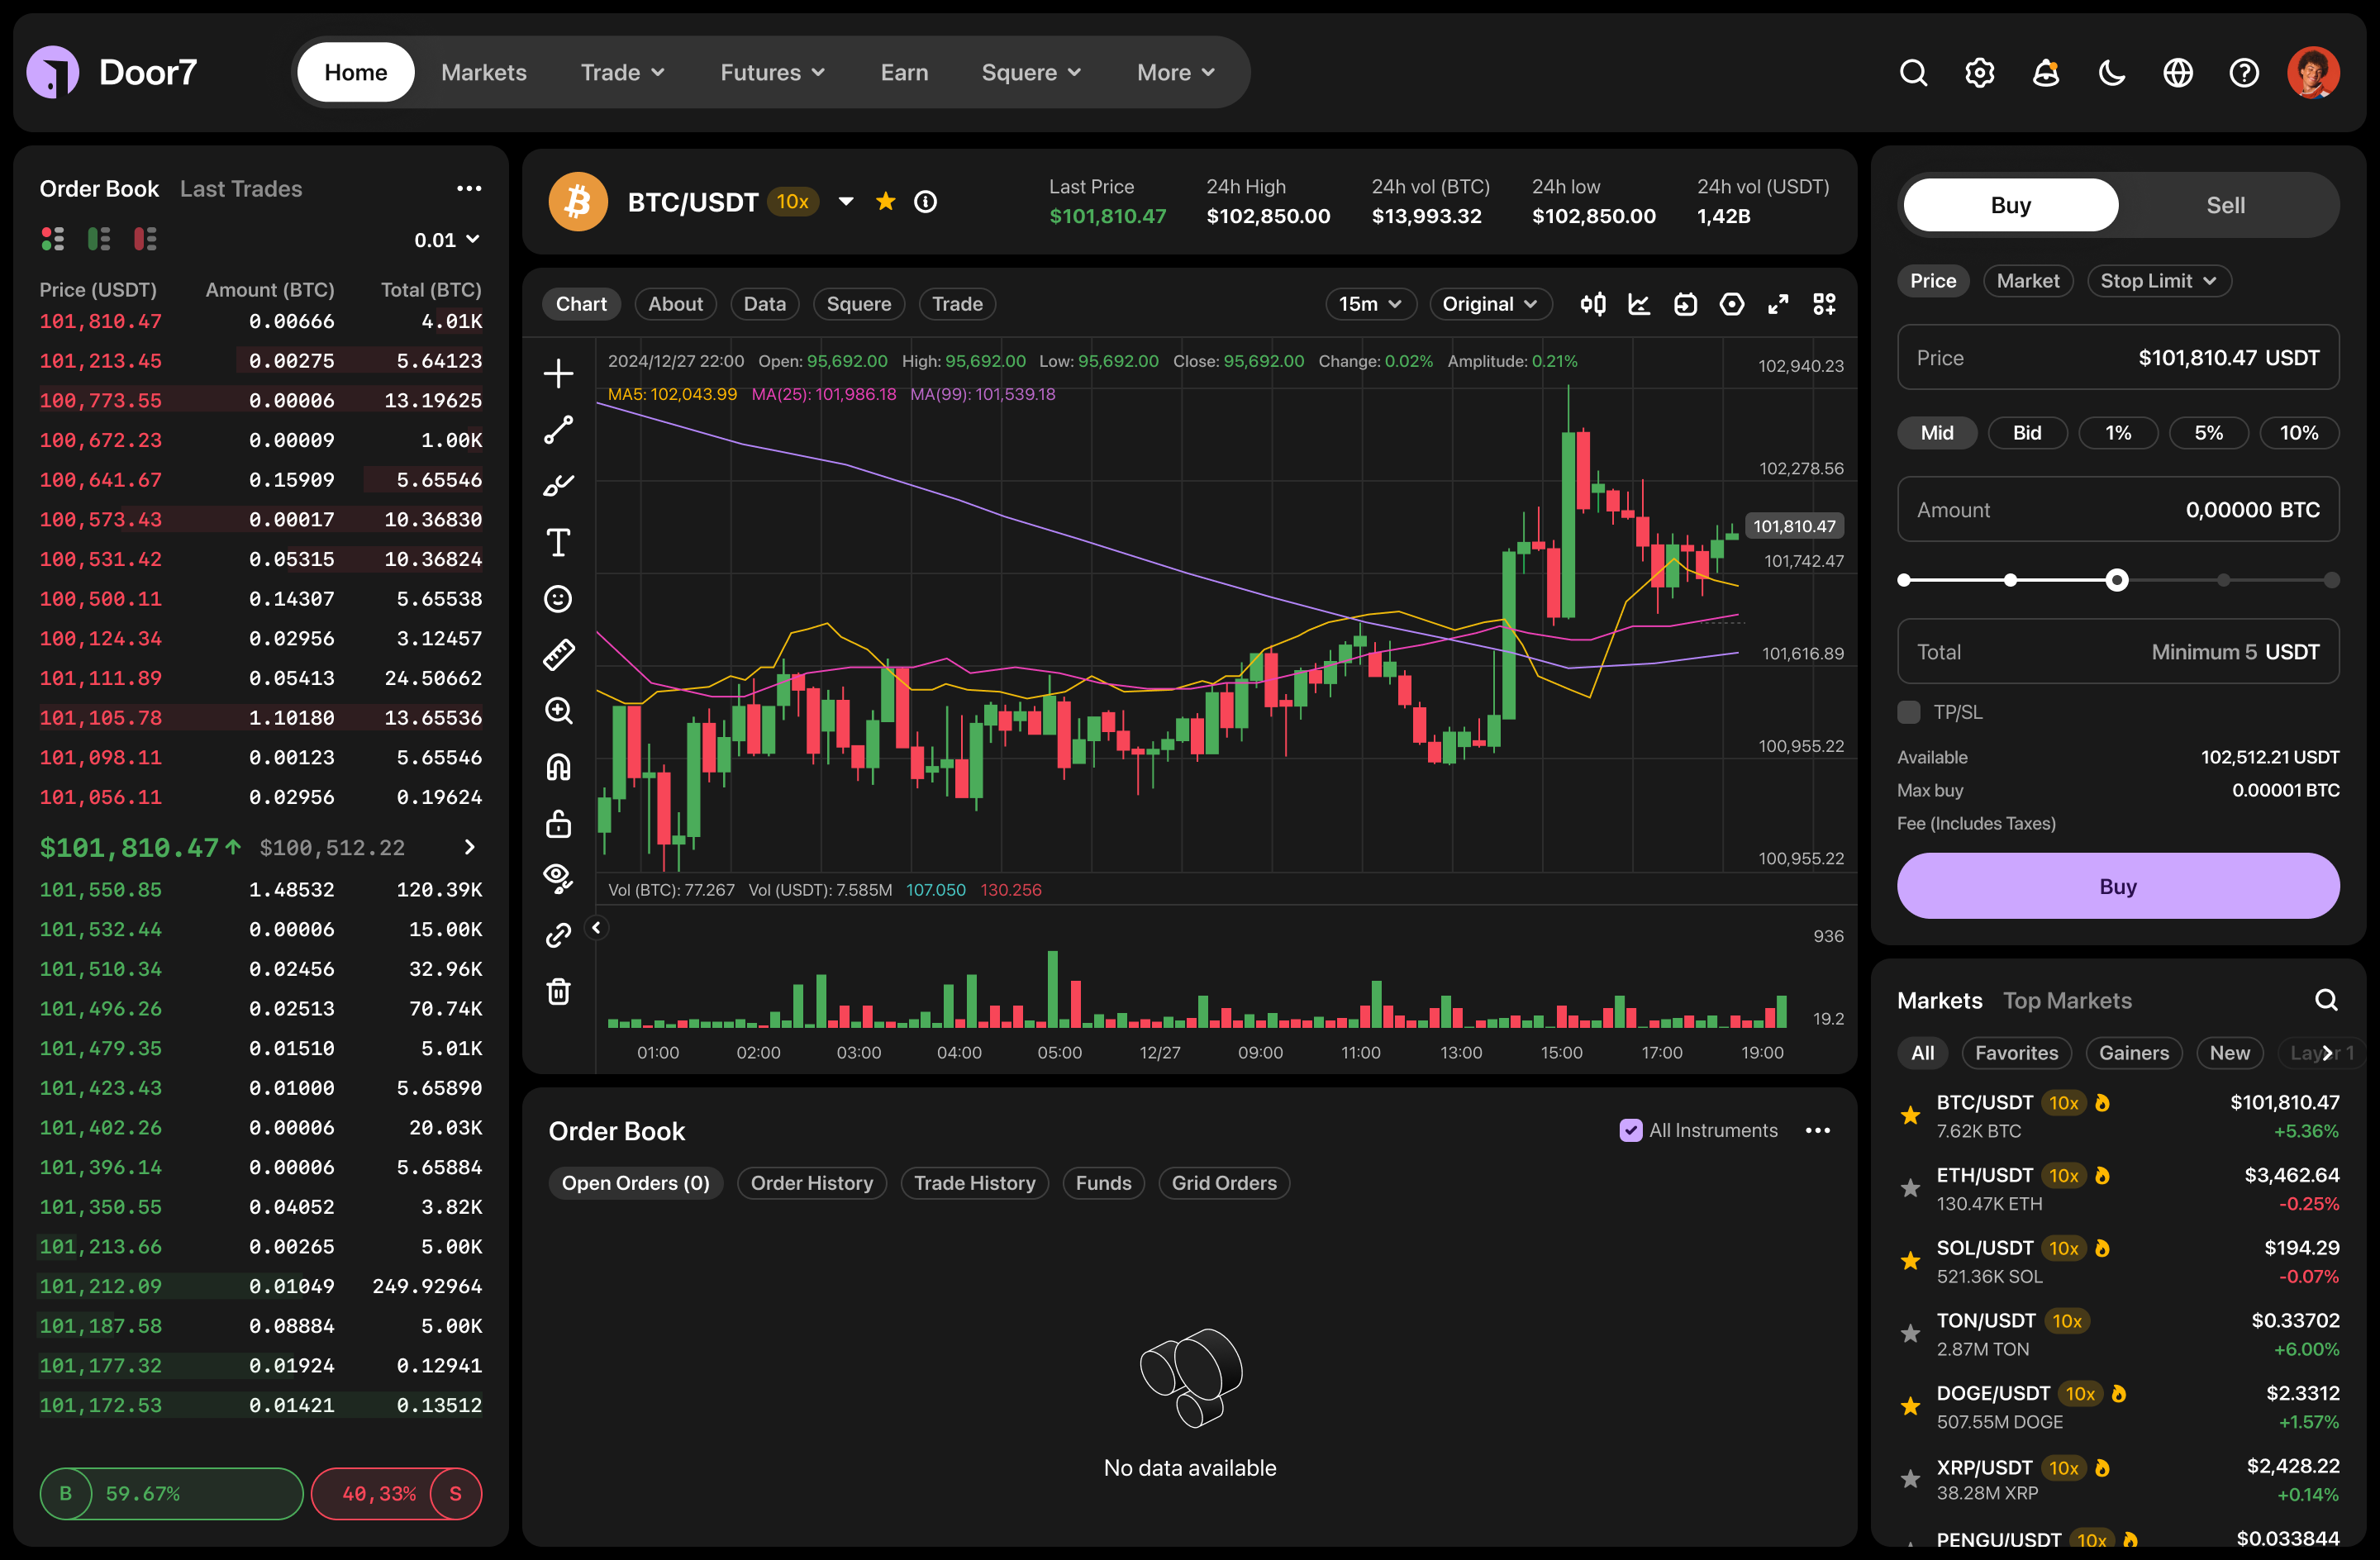 Door7
Home Markets Trade Futures Earn Squere More
Order Book Last Trades
0.01
Price (USDT) Amount (BTC) Total (BTC)
101,810.47 0.00666 4.01K
101,213.45 0.00275 5.64123
100,773.55 0.00006 13.19625
100,672.23 0.00009 1.00K
100,641.67 0.15909 5.65546
100,573.43 0.00017 10.36830
100,531.42 0.05315 10.36824
100,500.11 0.14307 5.65538
100,124.34 0.02956 3.12457
101,111.89 0.05413 24.50662
101,105.78 1.10180 13.65536
101,098.11 0.00123 5.65546
101,056.11 0.02956 0.19624
$101,810.47 $100,512.22
101,550.85 1.48532 120.39K
101,532.44 0.00006 15.00K
101,510.34 0.02456 32.96K
101,496.26 0.02513 70.74K
101,479.35 0.01510 5.01K
101,423.43 0.01000 5.65890
101,402.26 0.00006 20.03K
101,396.14 0.00006 5.65884
101,350.55 0.04052 3.82K
101,213.66 0.00265 5.00K
101,212.09 0.01049 249.92964
101,187.58 0.08884 5.00K
101,177.32 0.01924 0.12941
101,172.53 0.01421 0.13512
B 59.67% 40,33% S
BTC/USDT 10x
Last Price 24h High 24h vol (BTC) 24h low 24h vol (USDT)
$101,810.47 $102,850.00 $13,993.32 $102,850.00 1,42B
Chart About Data Squere Trade 15m Original
2024/12/27 22:00 Open: 95,692.00 High: 95,692.00 Low: 95,692.00 Close: 95,692.00 Change: 0.02% Amplitude: 0.21%
MA5: 102,043.99 MA(25): 101,986.18 MA(99): 101,539.18
102,940.23
102,278.56
101,810.47
101,742.47
101,616.89
100,955.22
100,955.22
Vol (BTC): 77.267 Vol (USDT): 7.585M 107.050 130.256
936
19.2
01:00 02:00 03:00 04:00 05:00 12/27 09:00 11:00 13:00 15:00 17:00 19:00
Order Book All Instruments
Open Orders (0) Order History Trade History Funds Grid Orders
No data available
Buy Sell
Price Market Stop Limit
Price $101,810.47 USDT
Mid Bid 1% 5% 10%
Amount 0,00000 BTC
Total Minimum 5 USDT
TP/SL
Available 102,512.21 USDT
Max buy 0.00001 BTC
Fee (Includes Taxes)
Buy
Markets Top Markets
All Favorites Gainers New Layer 1
BTC/USDT 10x $101,810.47
7.62K BTC +5.36%
ETH/USDT 10x $3,462.64
130.47K ETH -0.25%
SOL/USDT 10x $194.29
521.36K SOL -0.07%
TON/USDT 10x $0.33702
2.87M TON +6.00%
DOGE/USDT 10x $2.3312
507.55M DOGE +1.57%
XRP/USDT 10x $2,428.22
38.28M XRP +0.14%
PENGU/USDT 10x $0.033844